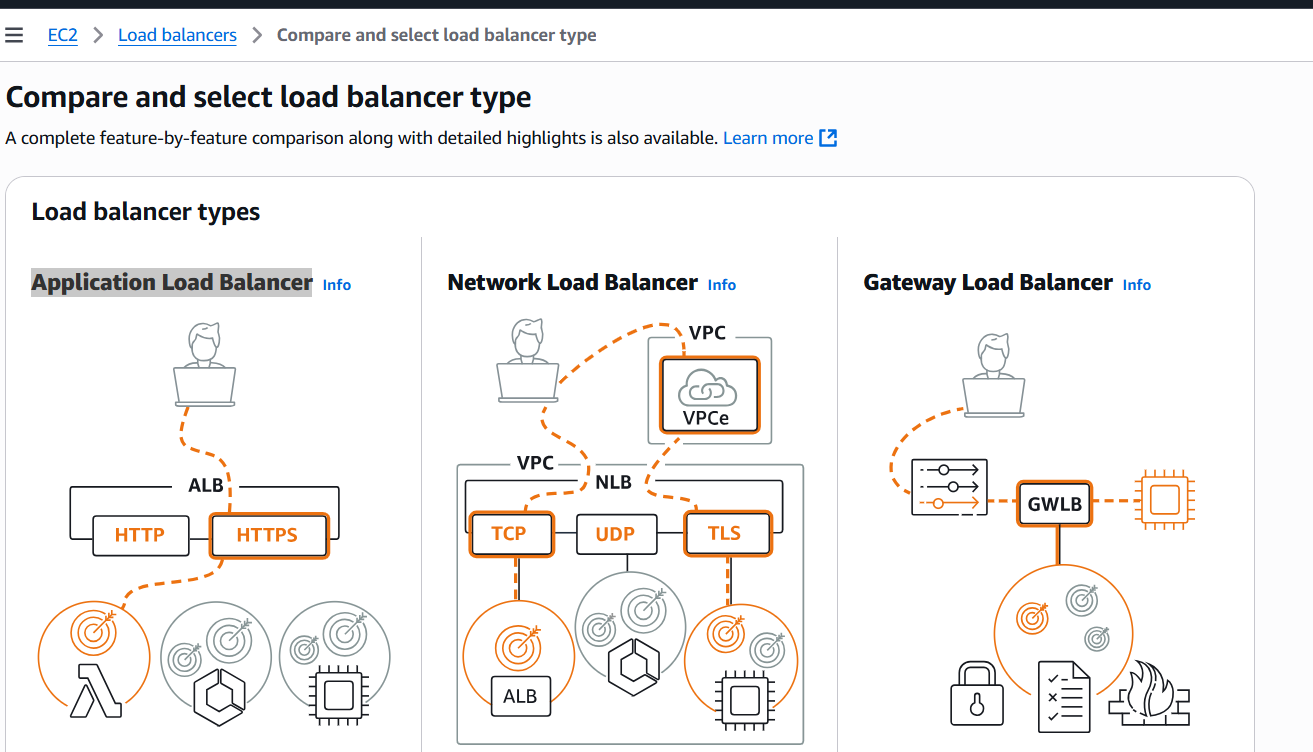 EC2 > Load balancers > Compare and select load balancer type
Compare and select load balancer type
A complete feature-by-feature comparison along with detailed highlights is also available. Learn more
Load balancer types
Application Load Balancer Info
ALB
HTTP
HTTPS
Network Load Balancer Info
VPC
VPCe
VPC
NLB
TCP
UDP
TLS
ALB
Gateway Load Balancer Info
GWLB